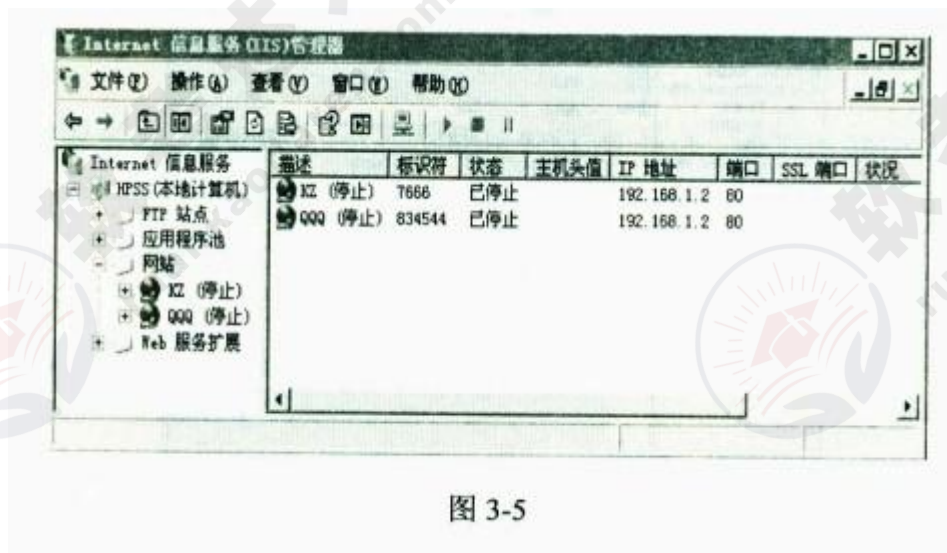 Internet 信息服务(IIS)管理器
文件(F) 操作(A) 查看(V) 窗口(W) 帮助(H)
Internet 信息服务
HPSS(本地计算机)
FTP 站点
应用程序池
网站
KZ (停止)
QQQ (停止)
Web 服务扩展
描述 标识符 状态 主机头值 IP 地址 端口 SSL 端口 状况
KZ (停止) 7666 已停止 192.168.1.2 80
QQQ (停止) 834544 已停止 192.168.1.2 80
图 3-5